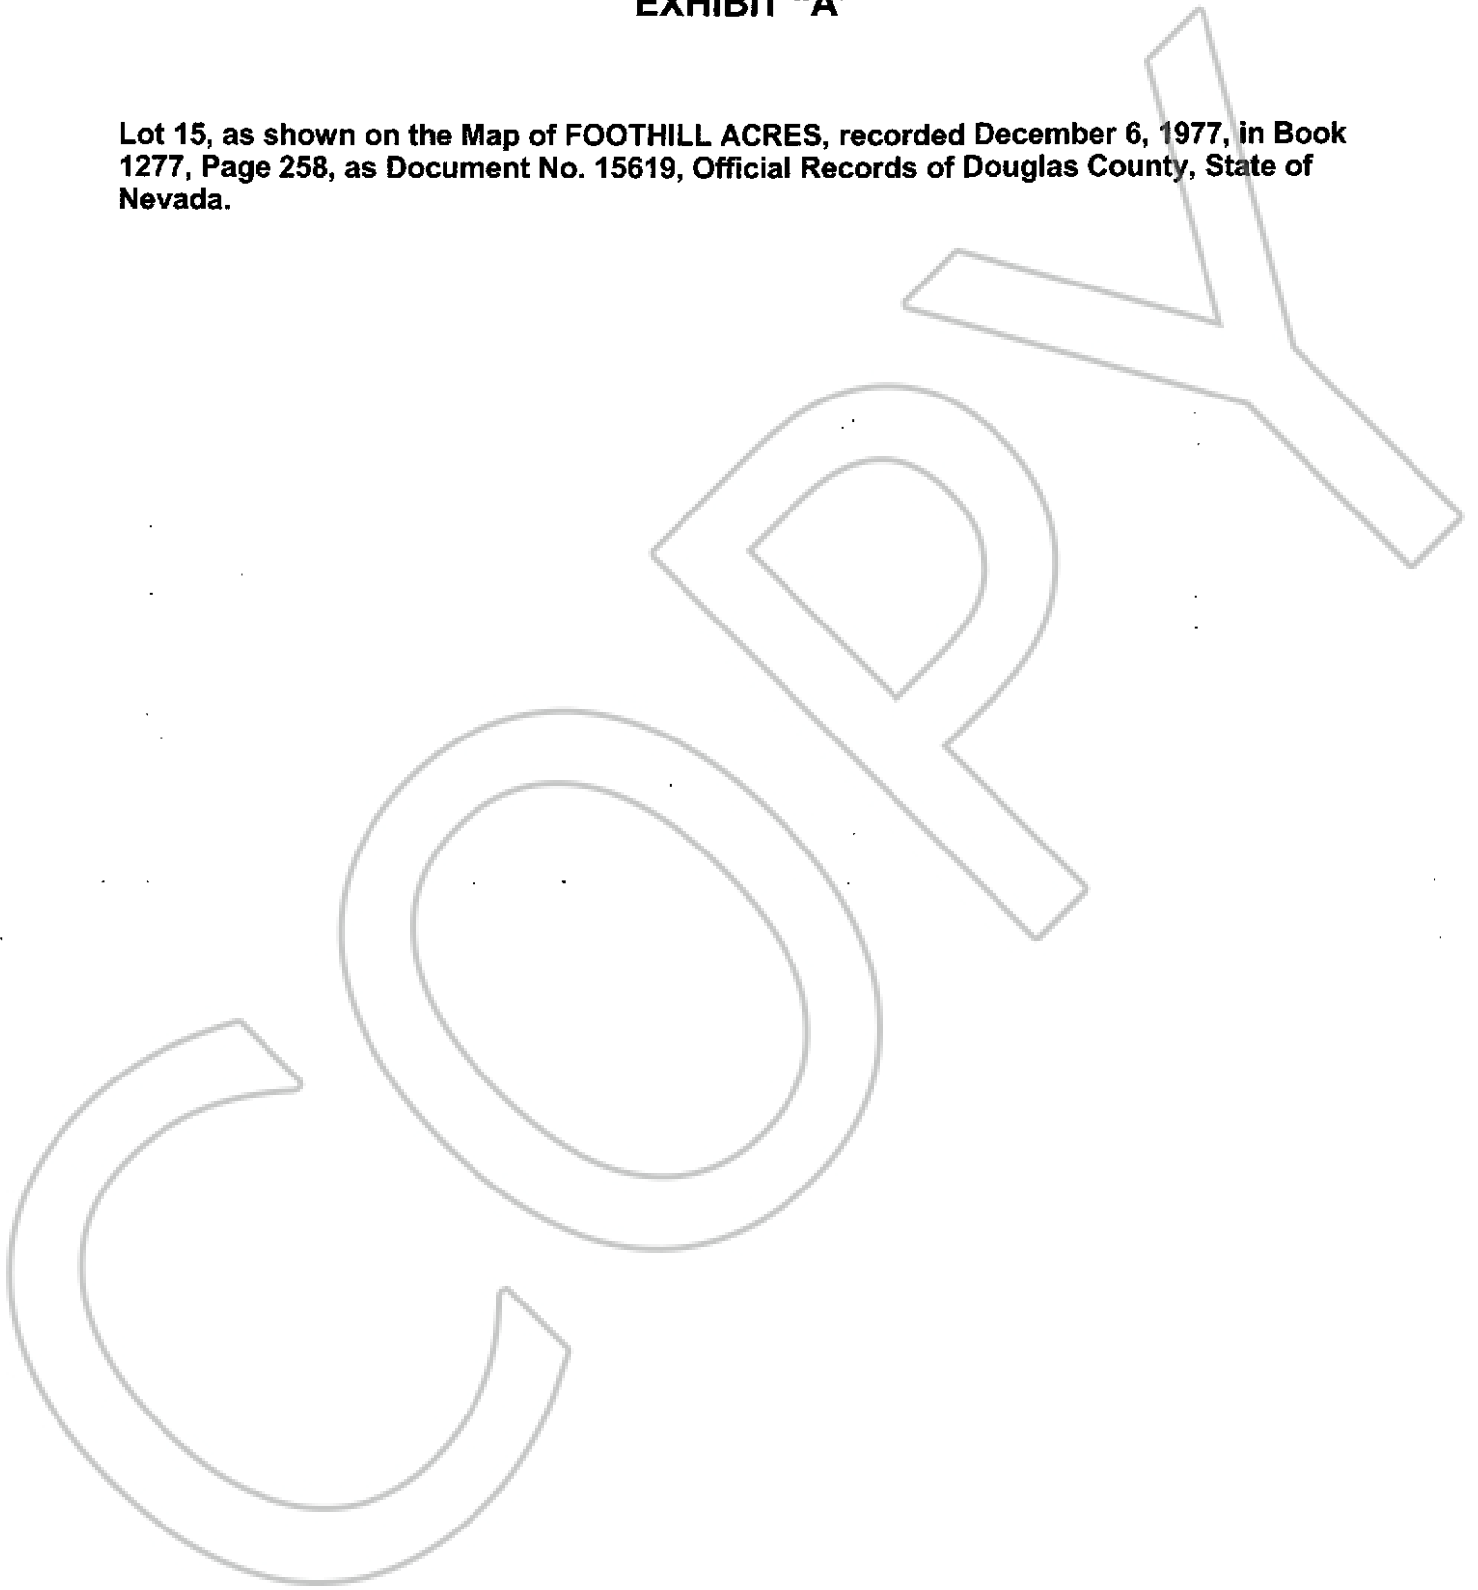 EXHIBIT "A"
Lot 15, as shown on the Map of FOOTHILL ACRES, recorded December 6, 1977, in Book
1277, Page 258, as Document No. 15619, Official Records of Douglas County, State of
Nevada.
COPY